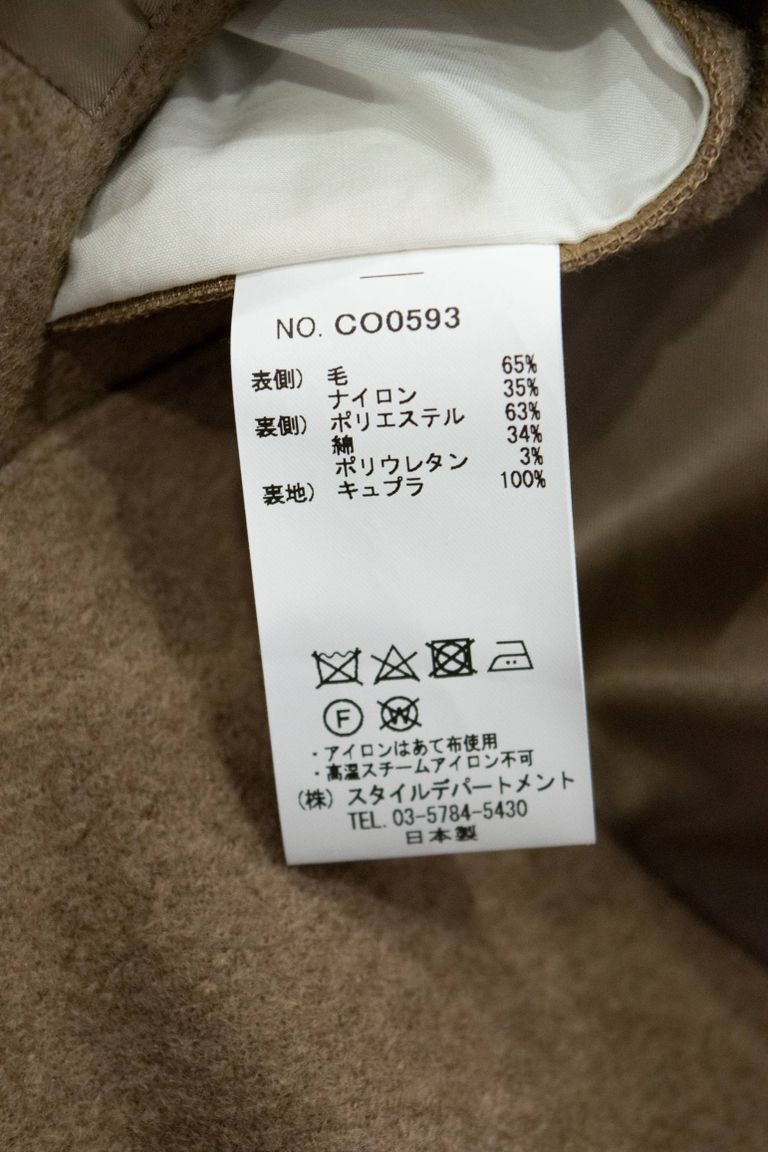 NO. CO0593
表側) 毛 65%
ナイロン 35%
裏側) ポリエステル 63%
綿 34%
ポリウレタン 3%
裏地) キュプラ 100%
F W
・アイロンはあて布使用
・高温スチームアイロン不可
(株) スタイルデパートメント
TEL. 03-5784-5430
日本製